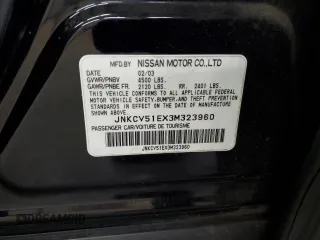 MFD BY NISSAN MOTOR CO.,LTD
DATE 02/03
GVWR/PNBV 4500 LBS.
GAWR/PNBE FR. 2120 LBS. RR. 2401 LBS.
THIS VEHICLE CONFORMS TO ALL APPLICABLE FEDERAL
MOTOR VEHICLE SAFETY,BUMPER,AND THEFT PREVENTION
STANDARDS IN EFFECT ON THE DATE OF MANUFACTURE
SHOWN ABOVE.
JNKCV51EX3M323960
PASSENGER CAR/VOITURE DE TOURISME
JNKCV51EX3M323960